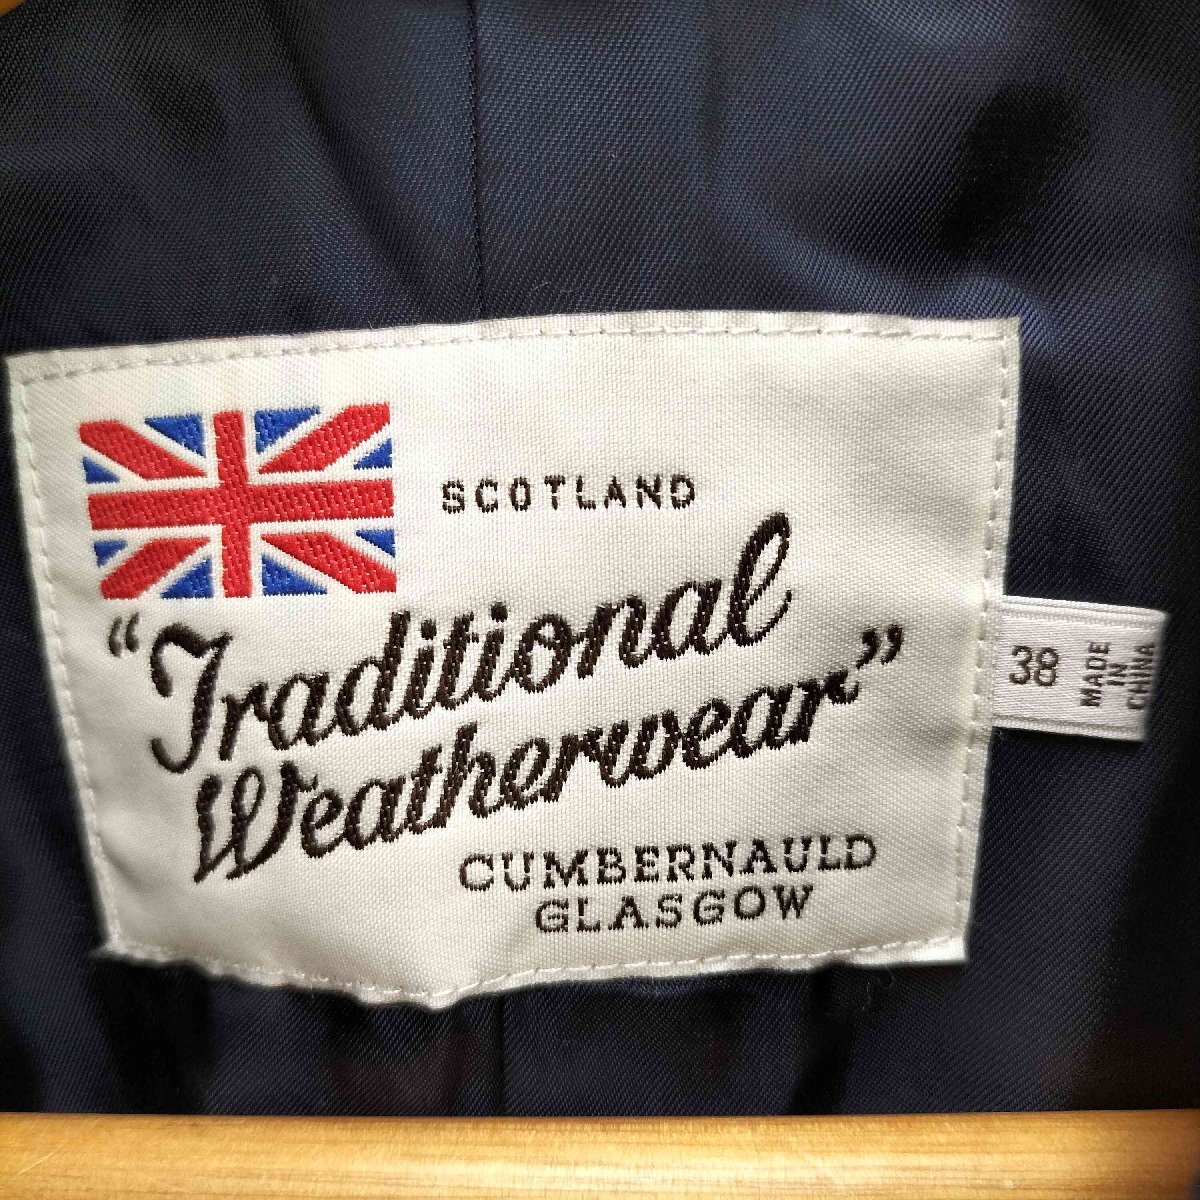 SCOTLAND
"Traditional
Weatherwear"
CUMBERNAULD
GLASGOW
38
MADE
IN
CHINA